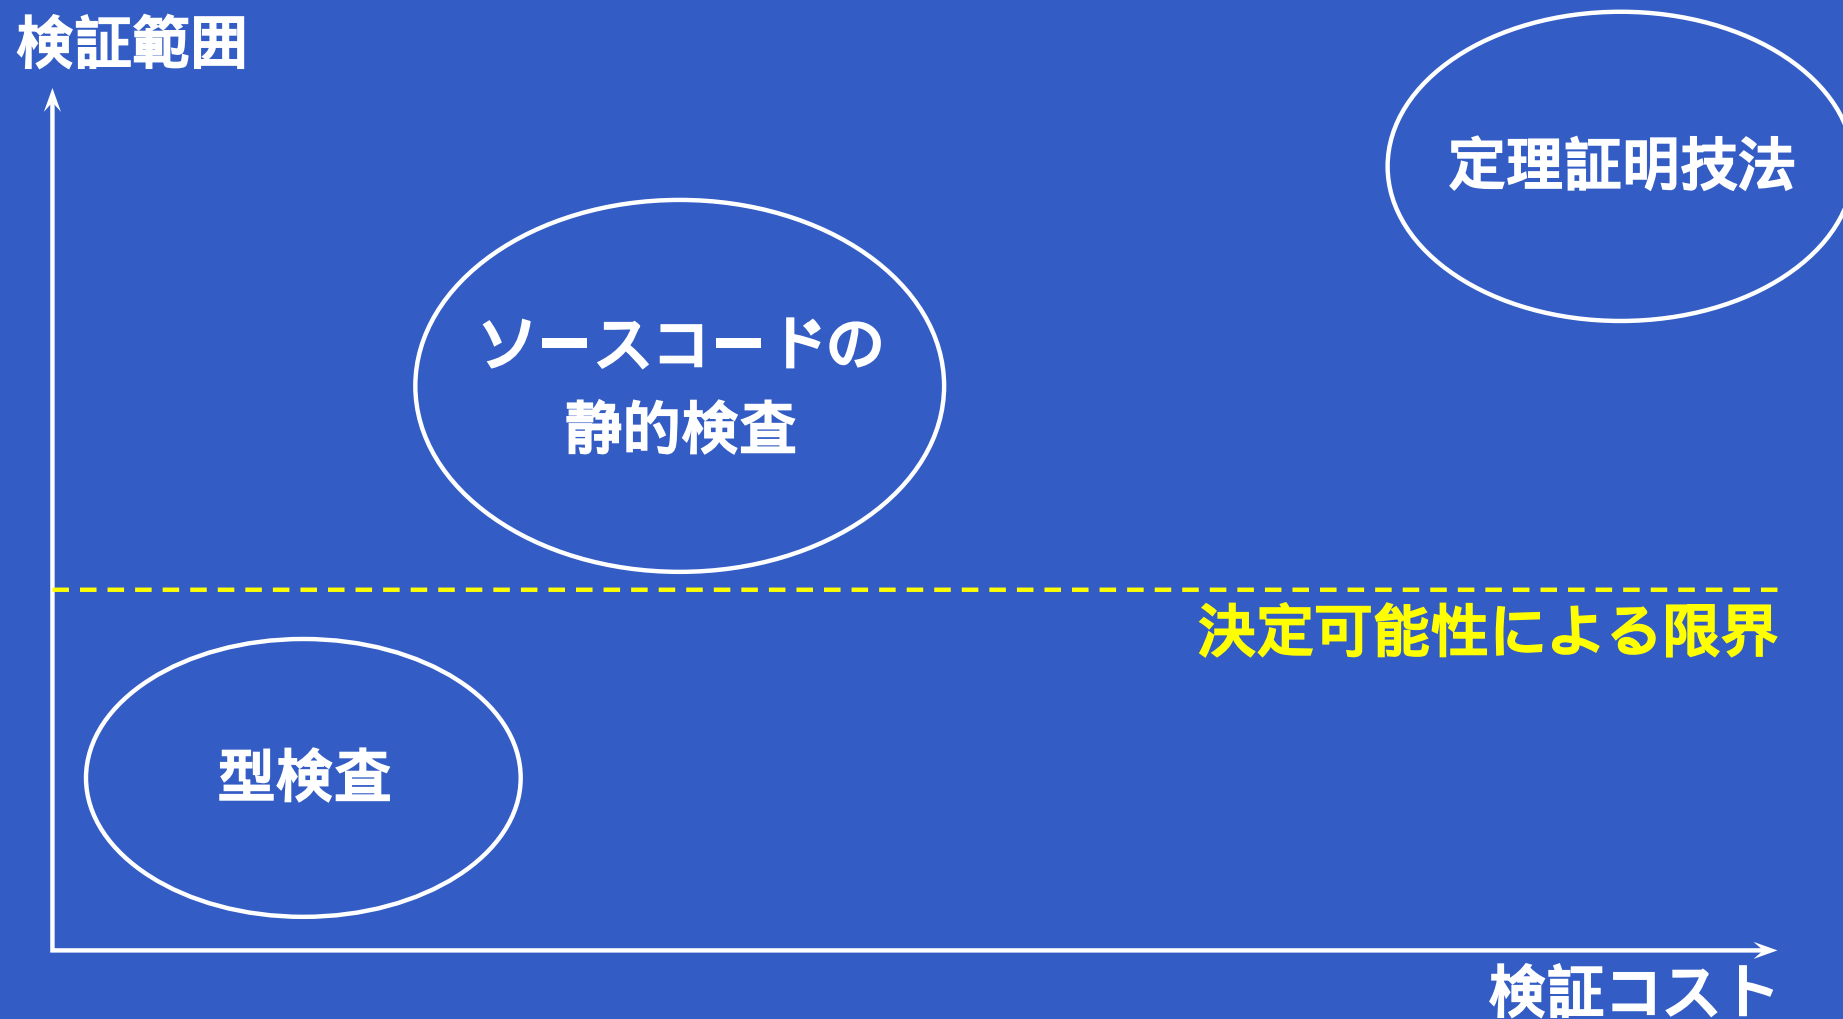 検証範囲
定理証明技法
ソースコードの
静的検査
決定可能性による限界
型検査
検証コスト